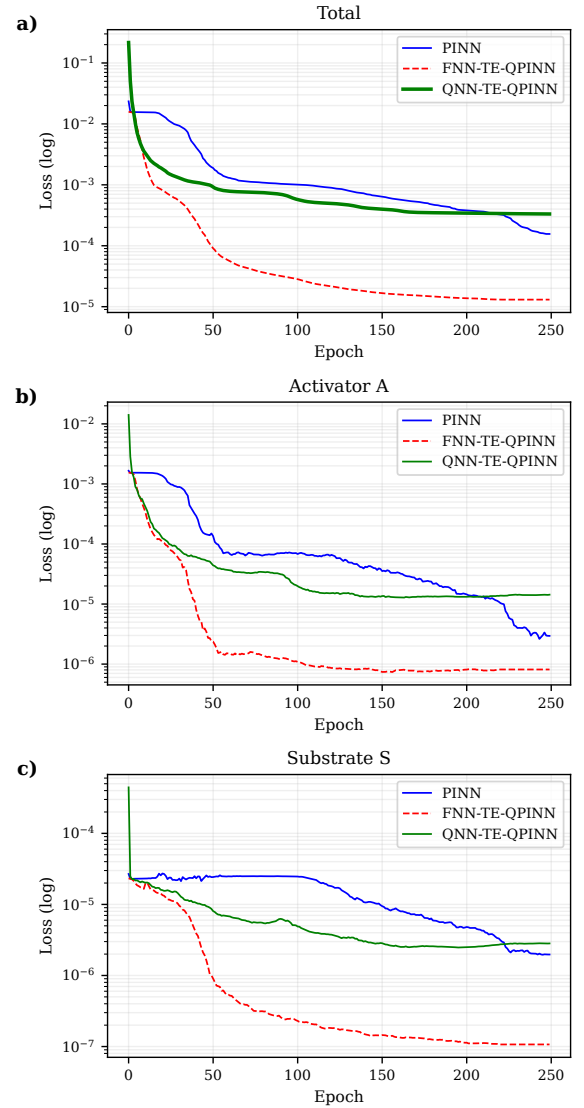 a)
Total
Loss (log)
10⁻¹
10⁻²
10⁻³
10⁻⁴
10⁻⁵
PINN
FNN-TE-QPINN
QNN-TE-QPINN
0 50 100 150 200 250
Epoch
b)
Activator A
Loss (log)
10⁻²
10⁻³
10⁻⁴
10⁻⁵
10⁻⁶
PINN
FNN-TE-QPINN
QNN-TE-QPINN
0 50 100 150 200 250
Epoch
c)
Substrate S
Loss (log)
10⁻⁴
10⁻⁵
10⁻⁶
10⁻⁷
PINN
FNN-TE-QPINN
QNN-TE-QPINN
0 50 100 150 200 250
Epoch